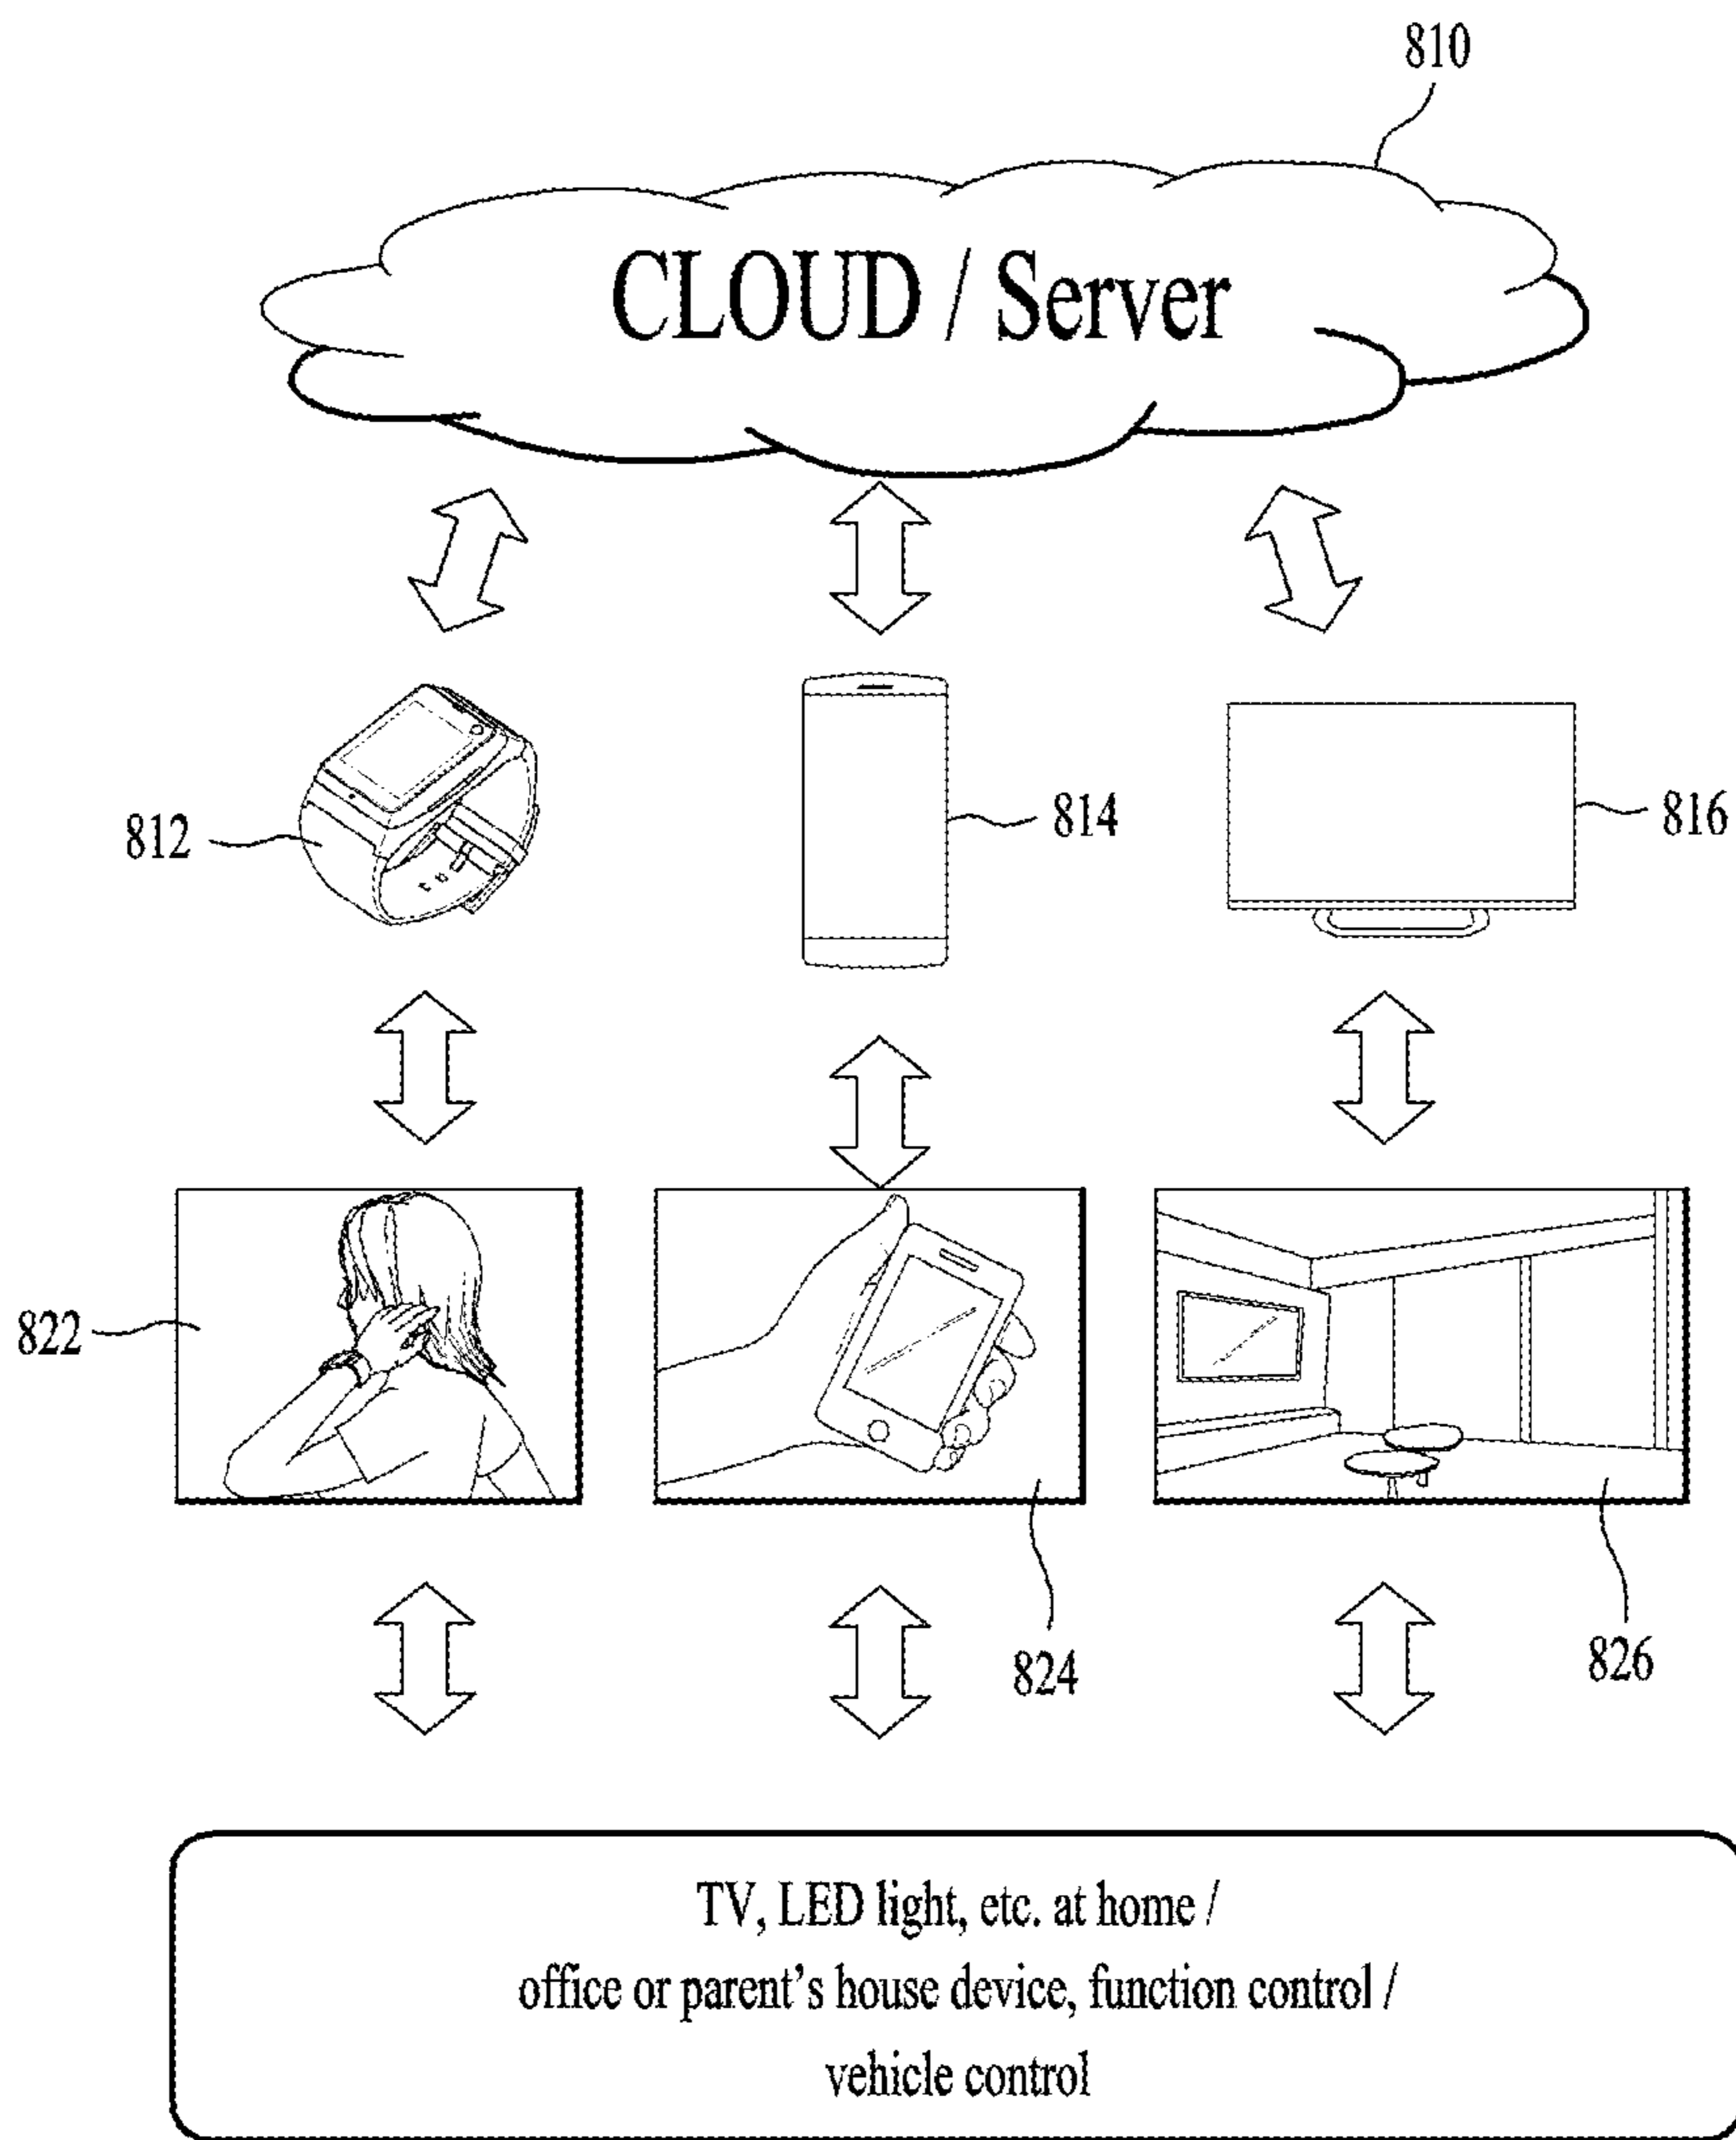 810
CLOUD / Server
812
814
816
822
824
826
TV, LED light, etc. at home /
office or parent's house device, function control /
vehicle control